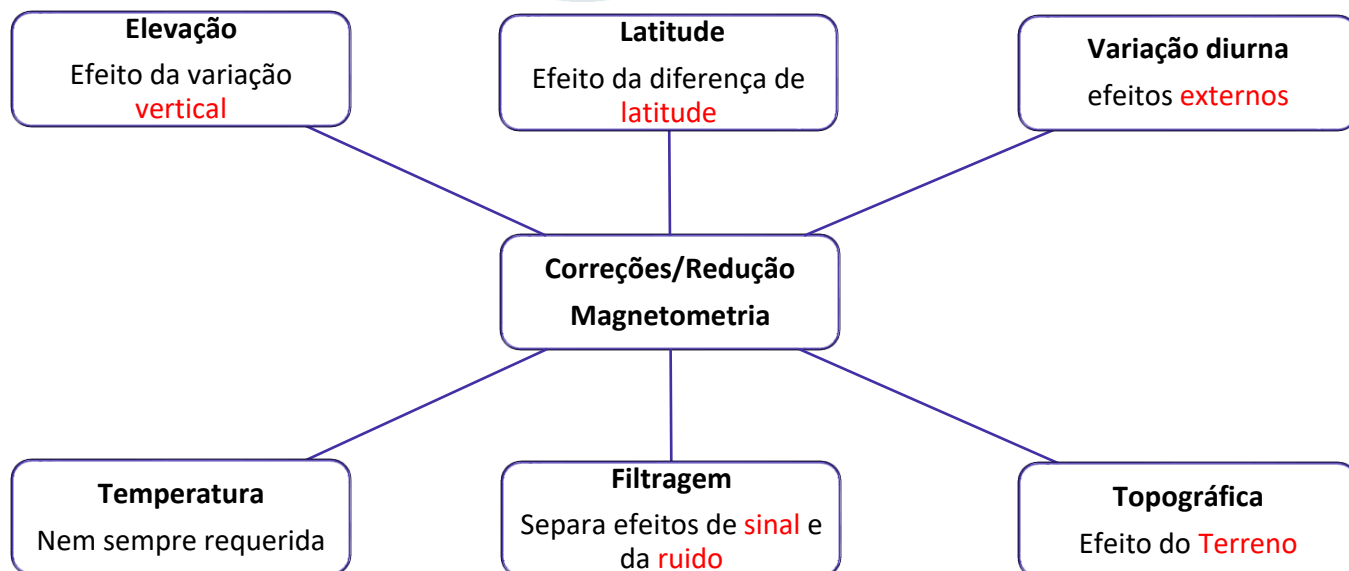 Elevação
Efeito da variação
vertical
Latitude
Efeito da diferença de
latitude
Variação diurna
efeitos externos
Correções/Redução
Magnetometria
Temperatura
Nem sempre requerida
Filtragem
Separa efeitos de sinal e
da ruido
Topográfica
Efeito do Terreno